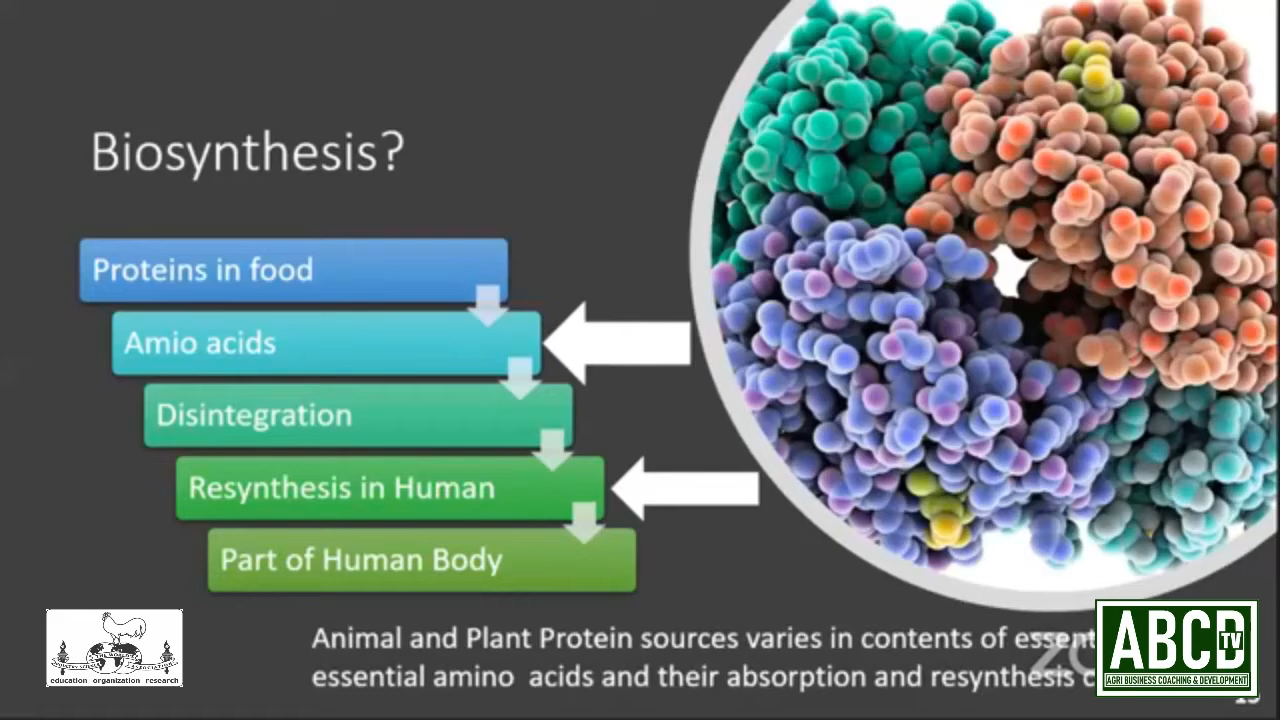 Biosynthesis?
Proteins in food
Amio acids
Disintegration
Resynthesis in Human
Part of Human Body
Animal and Plant Protein sources varies in contents of
essential amino acids and their absorption and resynthesis
education organization research
ABCD TV
AGRI BUSINESS COACHING & DEVELOPMENT